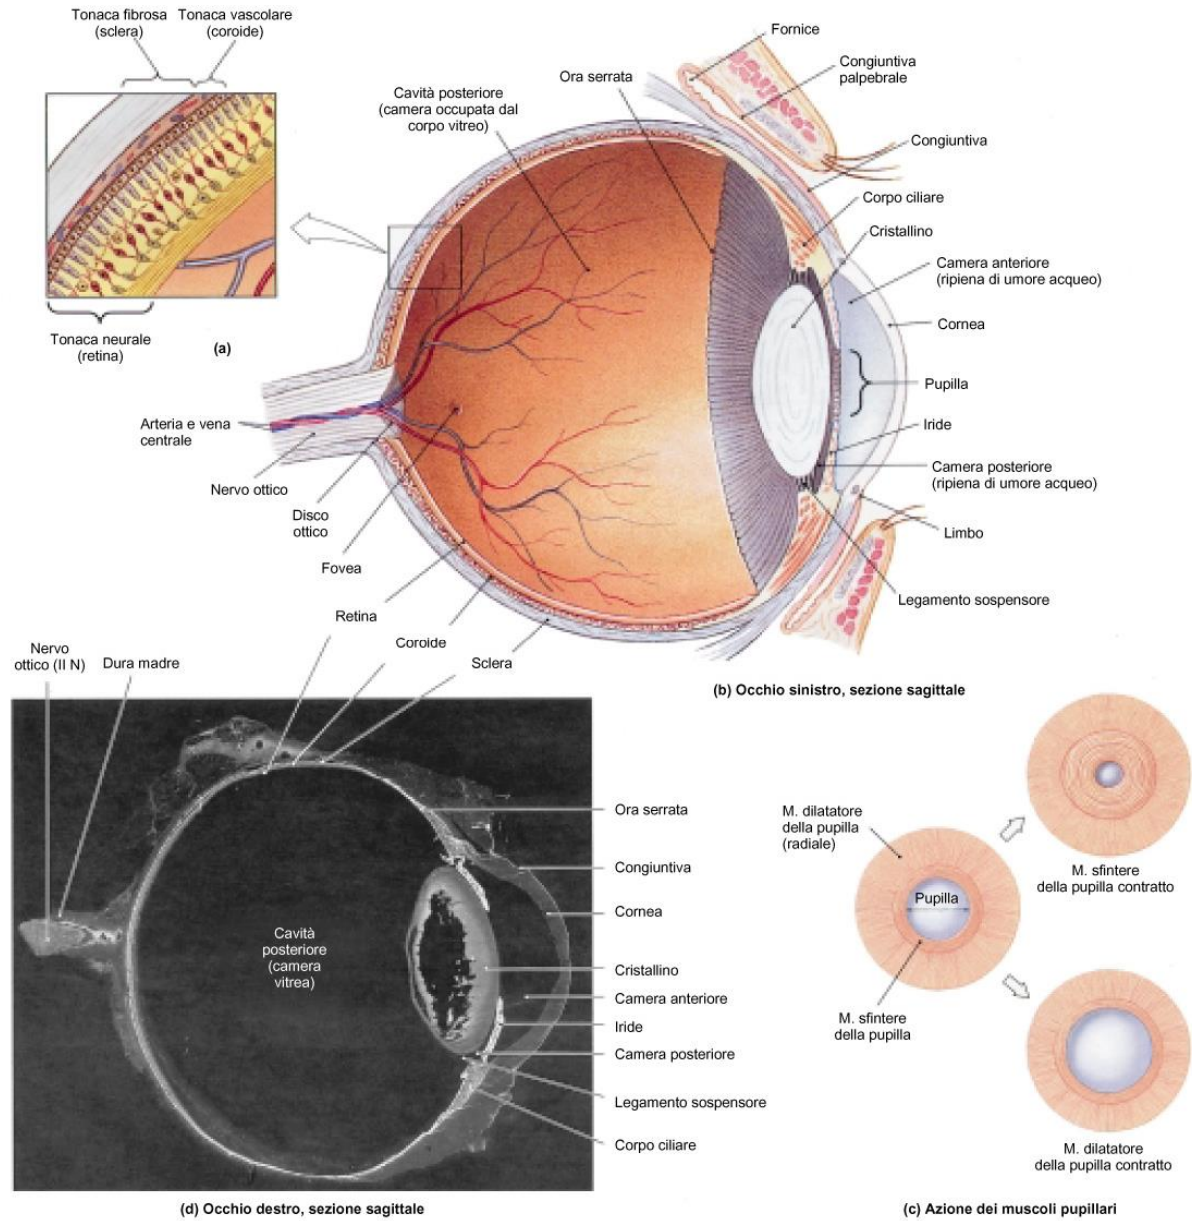 Tonaca fibrosa
(sclera)
Tonaca vascolare
(coroide)
Tonaca neurale
(retina)
(a)
Cavità posteriore
(camera occupata dal
corpo vitreo)
Ora serrata
Fornice
Congiuntiva
palpebrale
Congiuntiva
Corpo ciliare
Cristallino
Camera anteriore
(ripiena di umore acqueo)
Cornea
Pupilla
Iride
Camera posteriore
(ripiena di umore acqueo)
Limbo
Legamento sospensore
Arteria e vena
centrale
Nervo ottico
Disco
ottico
Fovea
Retina
Coroide
Sclera
(b) Occhio sinistro, sezione sagittale
Nervo
ottico (II N)
Dura madre
Cavità
posteriore
(camera
vitrea)
Ora serrata
Congiuntiva
Cornea
Cristallino
Camera anteriore
Iride
Camera posteriore
Legamento sospensore
Corpo ciliare
(d) Occhio destro, sezione sagittale
M. dilatatore
della pupilla
(radiale)
Pupilla
M. sfintere
della pupilla
M. sfintere
della pupilla contratto
M. dilatatore
della pupilla contratto
(c) Azione dei muscoli pupillari